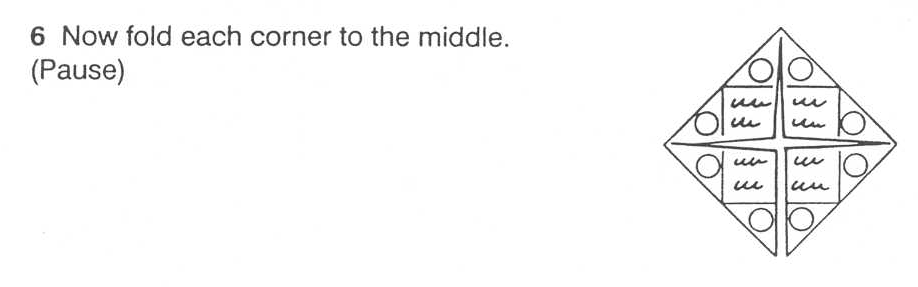 6 Now fold each corner to the middle.
(Pause)